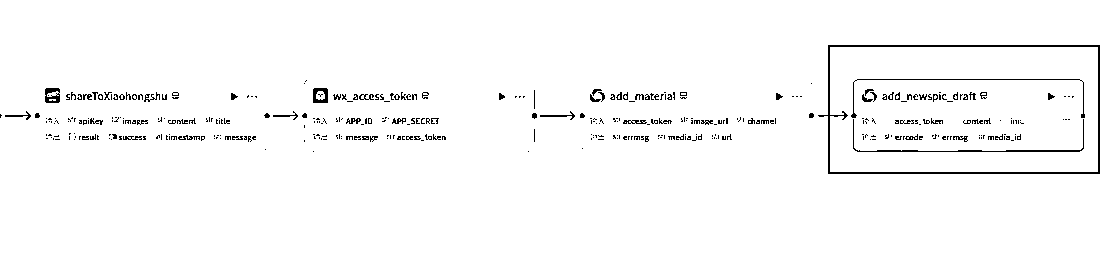 shareToXiaohongshu
输入 apiKey images content title
输出 result success timestamp message
wx_access_token
输入 APP_ID APP_SECRET
输出 message access_token
add_material
输入 access_token image_url channel
输出 errmsg media_id url
add_newspic_draft
输入 access_token content
输出 errcode errmsg media_id